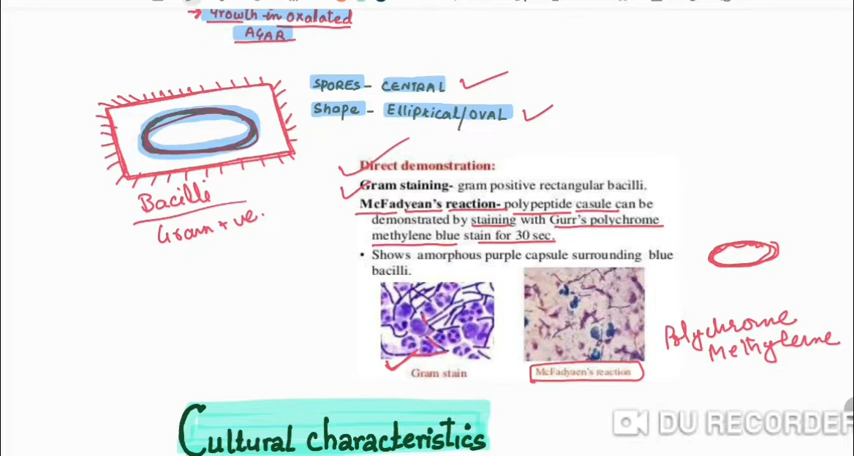 → Growth in oxalated
AGAR
SPORES - CENTRAL
Shape - Elliptical/OVAL
Direct demonstration:
Gram staining- gram positive rectangular bacilli.
McFadyean's reaction- polypeptide casule can be
demonstrated by staining with Gurr's polychrome
methylene blue stain for 30 sec.
• Shows amorphous purple capsule surrounding blue
bacilli.
Bacilli
Gram +ve.
Polychrome
Methylene
Gram stain
McFadyaen's reaction
Cultural characteristics
DU RECORDER